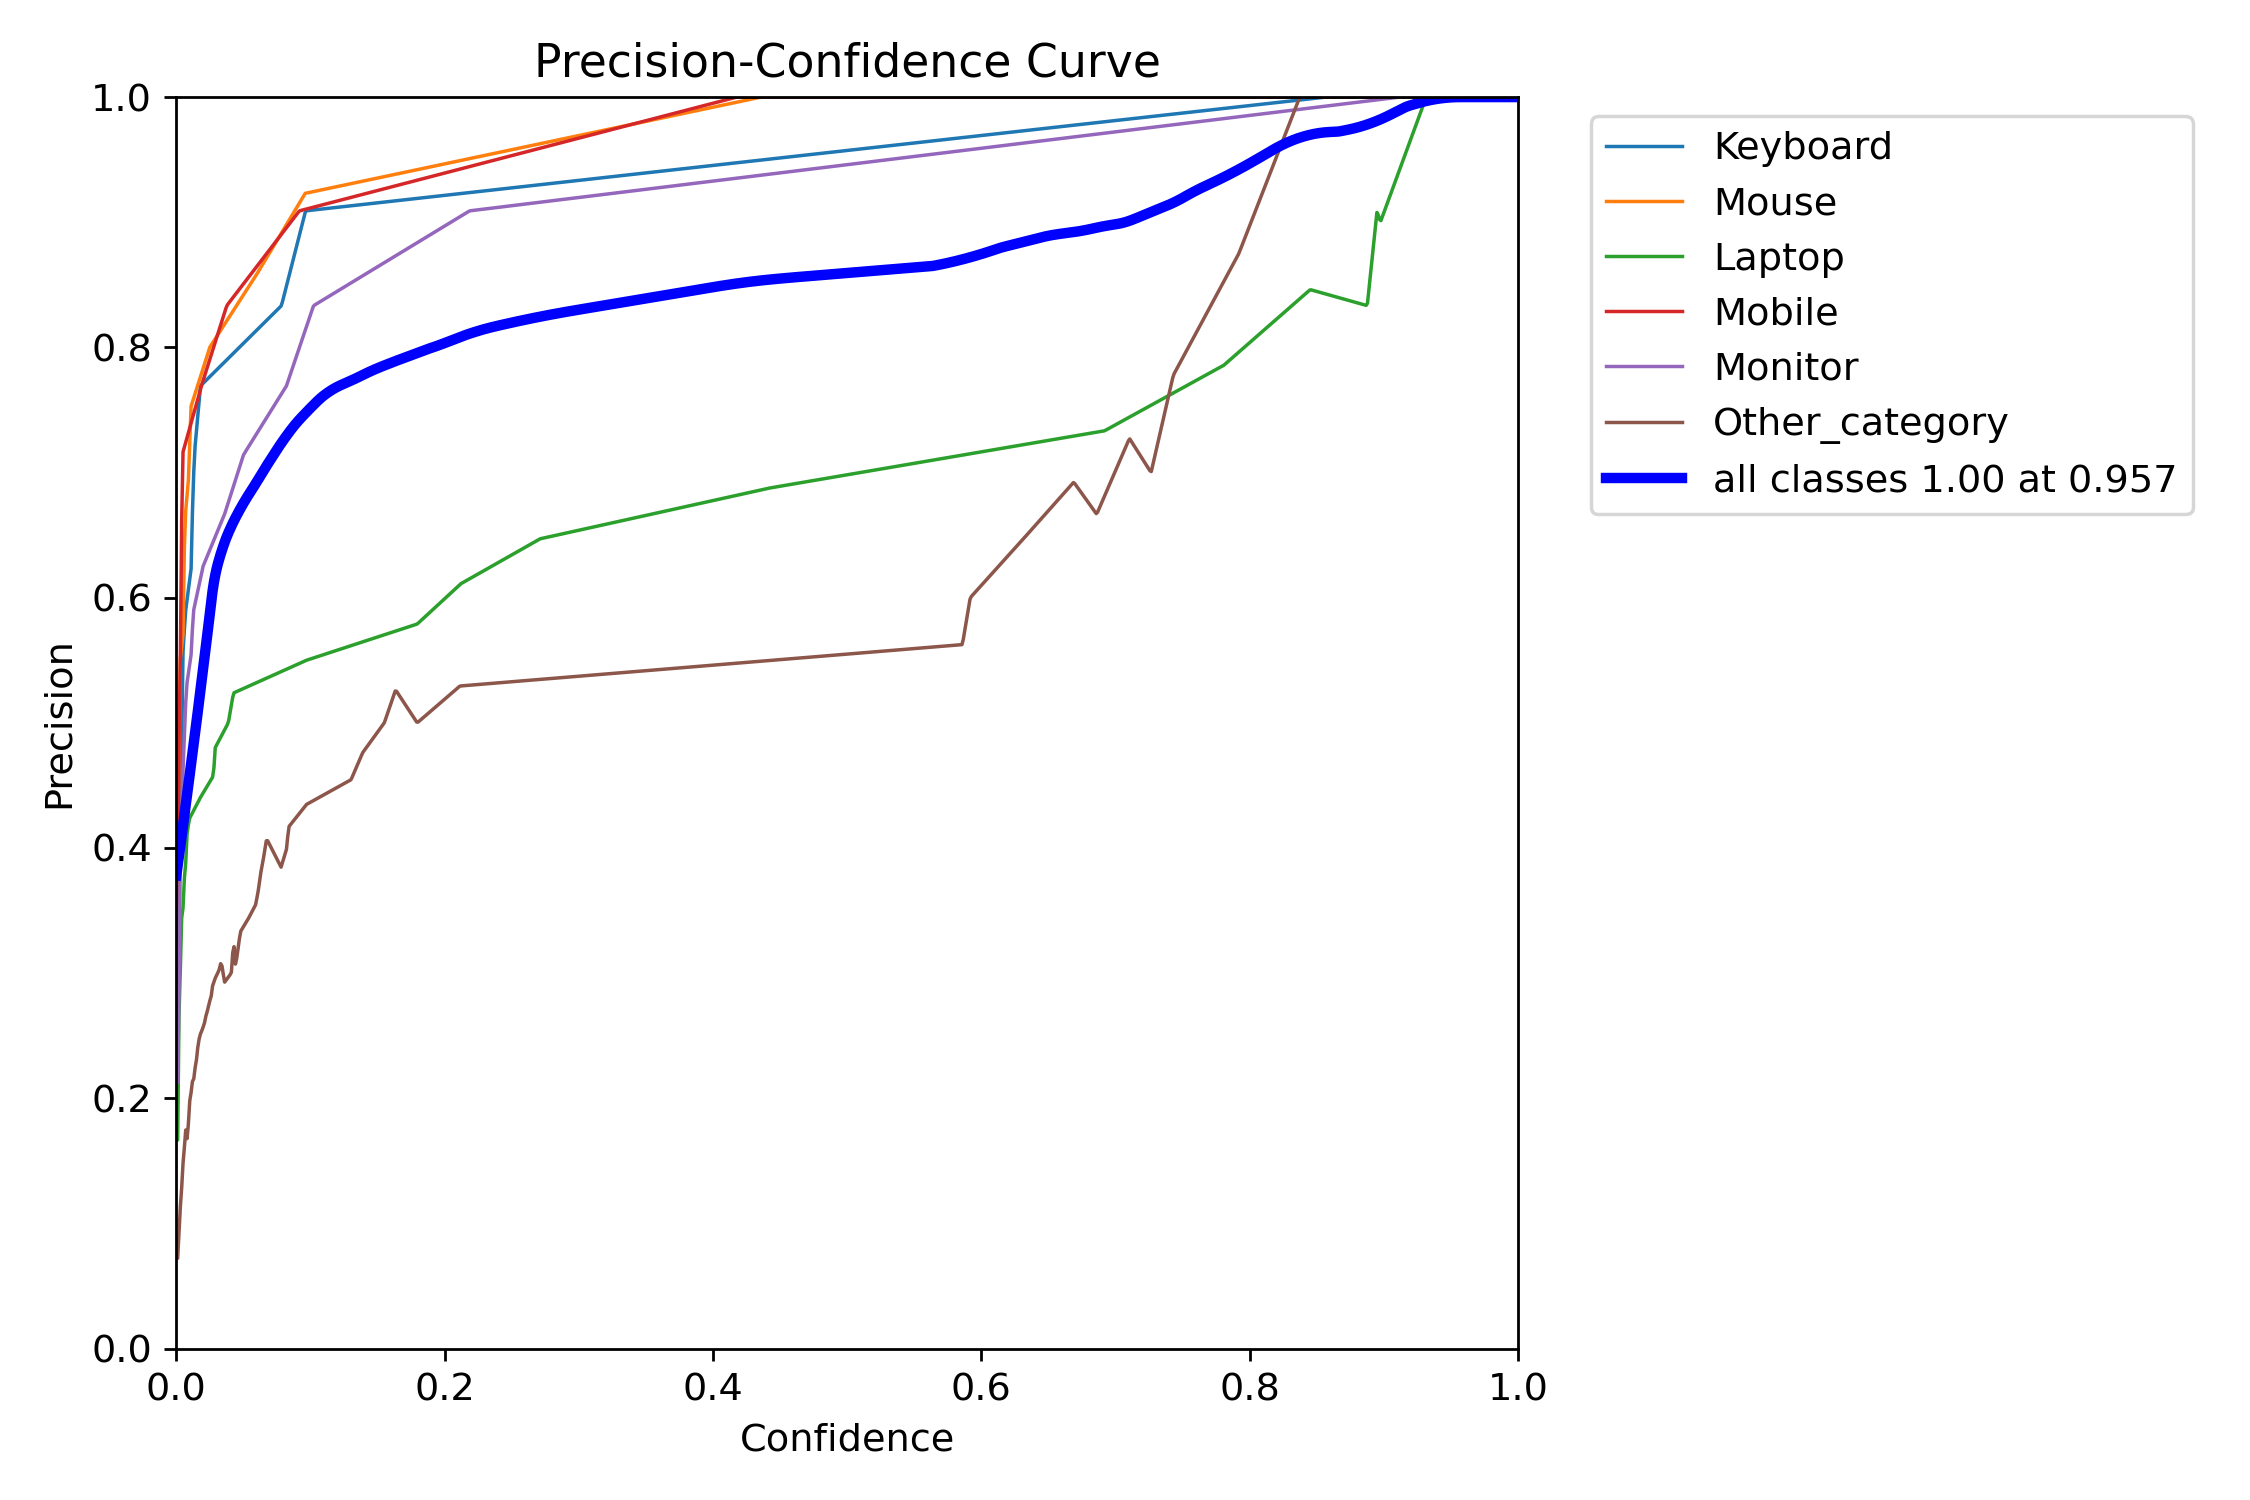 Precision-Confidence Curve
1.0
0.8
0.6
0.4
0.2
0.0
Precision
0.0 0.2 0.4 0.6 0.8 1.0
Confidence
Keyboard
Mouse
Laptop
Mobile
Monitor
Other_category
all classes 1.00 at 0.957